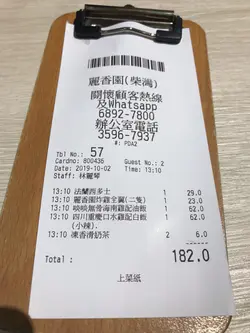 麗香園(柴灣)
關懷顧客熱線
及Whatsapp
6892-7800
辦公室電話
3596-7937
#: PDA2
Tbl No.: 57
Cardno: 800436 Guest No.: 2
Date: 2019-10-02 Time: 13:10
Staff: 林麗琴
13:10 法蘭西多士 1 29.0
13:10 麗香園炸雞全翼(二隻) 1 23.0
13:10 啖啖無骨海南雞配油飯 1 62.0
13:10 四川重慶口水雞配白飯 1 62.0
(小辣).
13:10 凍香滑奶茶 2 6.0
Total : 182.0
上菜紙